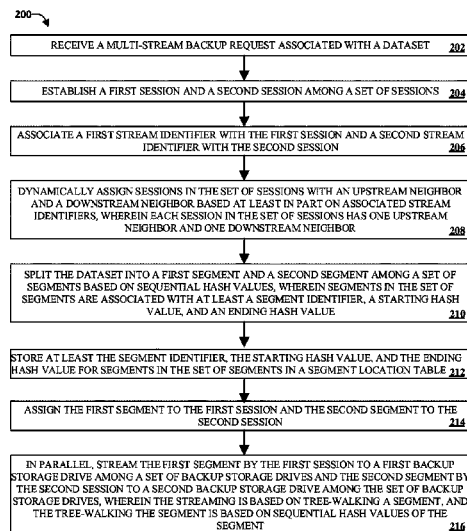 200
RECEIVE A MULTI-STREAM BACKUP REQUEST ASSOCIATED WITH A DATASET 202
ESTABLISH A FIRST SESSION AND A SECOND SESSION AMONG A SET OF SESSIONS 204
ASSOCIATE A FIRST STREAM IDENTIFIER WITH THE FIRST SESSION AND A SECOND STREAM
IDENTIFIER WITH THE SECOND SESSION 206
DYNAMICALLY ASSIGN SESSIONS IN THE SET OF SESSIONS WITH AN UPSTREAM NEIGHBOR
AND A DOWNSTREAM NEIGHBOR BASED AT LEAST IN PART ON ASSOCIATED STREAM
IDENTIFIERS, WHEREIN EACH SESSION IN THE SET OF SESSIONS HAS ONE UPSTREAM
NEIGHBOR AND ONE DOWNSTREAM NEIGHBOR
208
SPLIT THE DATASET INTO A FIRST SEGMENT AND A SECOND SEGMENT AMONG A SET OF
SEGMENTS BASED ON SEQUENTIAL HASH VALUES, WHEREIN SEGMENTS IN THE SET OF
SEGMENTS ARE ASSOCIATED WITH AT LEAST A SEGMENT IDENTIFIER, A STARTING HASH
VALUE, AND AN ENDING HASH VALUE
210
STORE AT LEAST THE SEGMENT IDENTIFIER, THE STARTING HASH VALUE, AND THE ENDING
HASH VALUE FOR SEGMENTS IN THE SET OF SEGMENTS IN A SEGMENT LOCATION TABLE 212
ASSIGN THE FIRST SEGMENT TO THE FIRST SESSION AND THE SECOND SEGMENT TO THE
SECOND SESSION 214
IN PARALLEL, STREAM THE FIRST SEGMENT BY THE FIRST SESSION TO A FIRST BACKUP
STORAGE DRIVE AMONG A SET OF BACKUP STORAGE DRIVES AND THE SECOND SEGMENT BY
THE SECOND SESSION TO A SECOND BACKUP STORAGE DRIVE AMONG THE SET OF BACKUP
STORAGE DRIVES, WHEREIN THE STREAMING IS BASED ON TREE-WALKING A SEGMENT, AND
THE TREE-WALKING THE SEGMENT IS BASED ON SEQUENTIAL HASH VALUES OF THE
SEGMENT 216